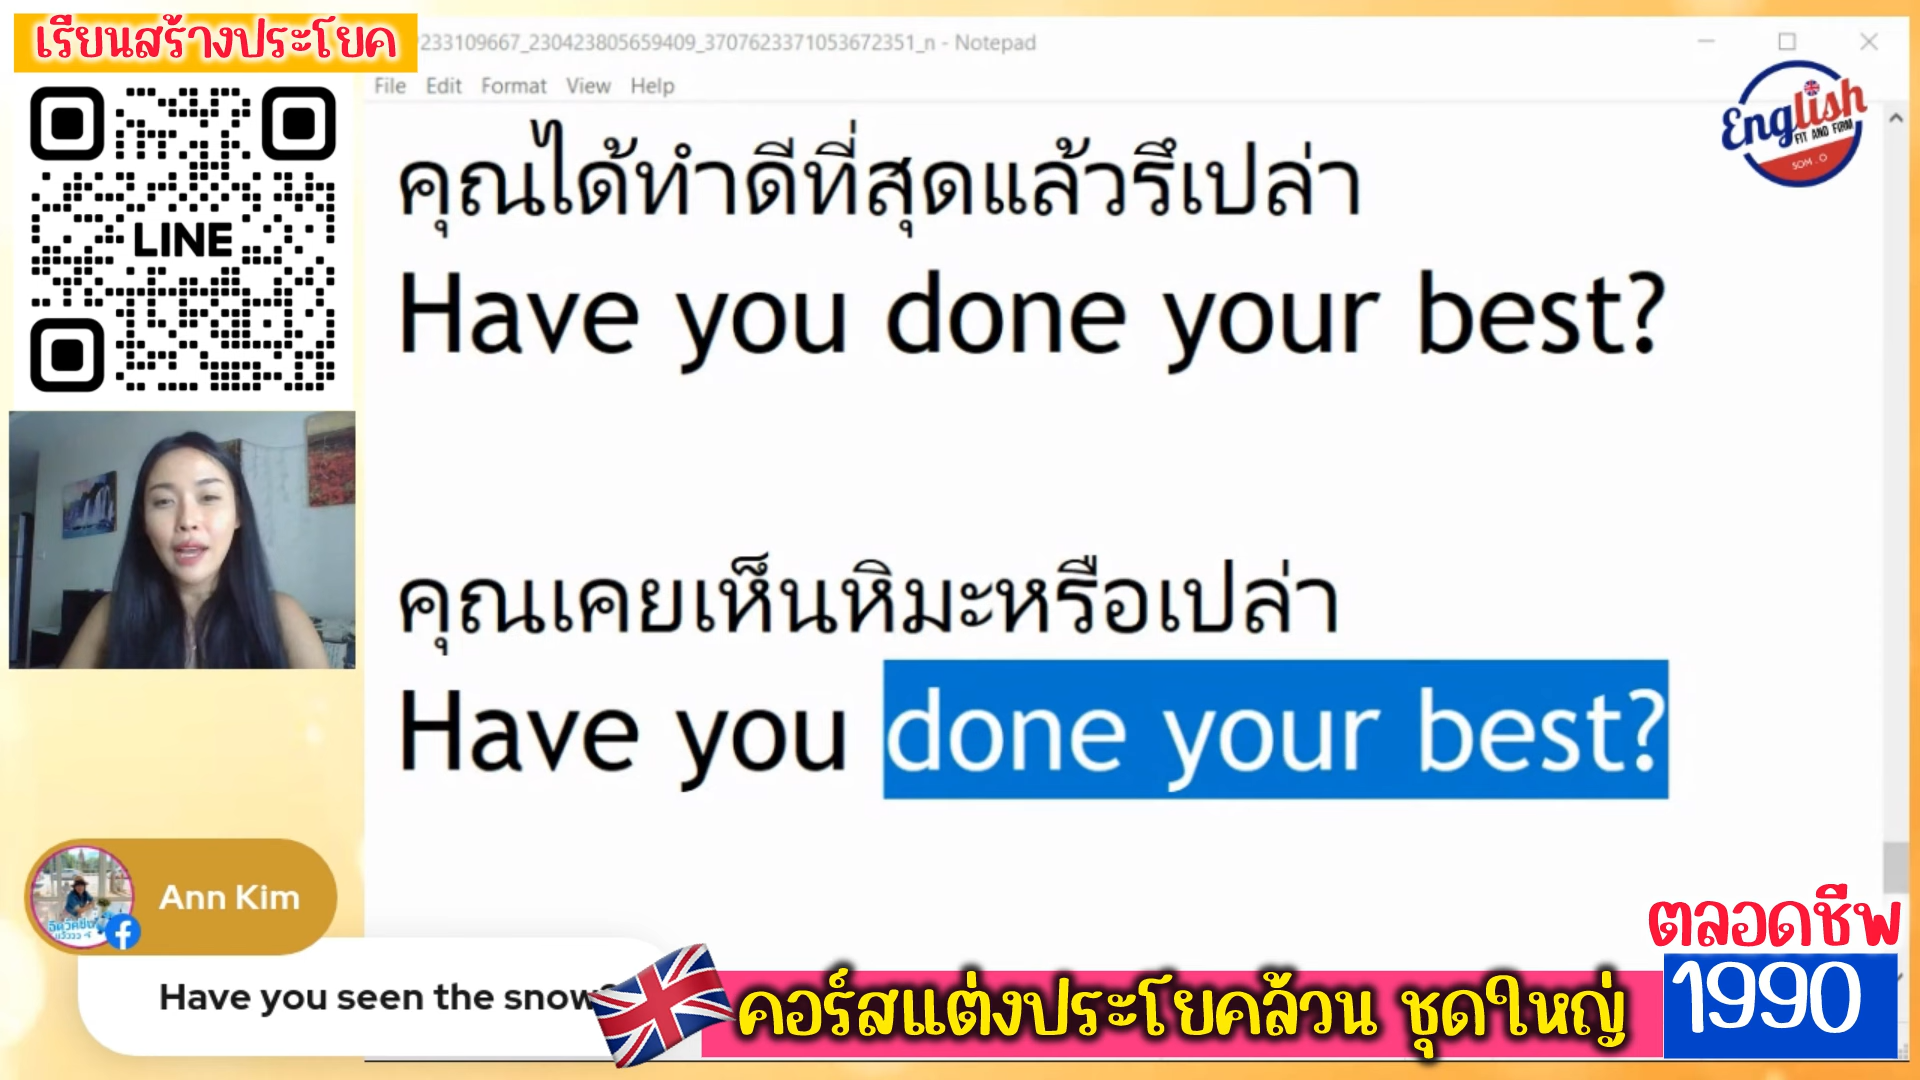 เรียนสร้างประโยค
233109667_230423805659409_3707623371053672351_n - Notepad
File Edit Format View Help
English
FIT AND FORM
SOM . O
คุณได้ทำดีที่สุดแล้วรึเปล่า
Have you done your best?
LINE
คุณเคยเห็นหิมะหรือเปล่า
Have you done your best?
Ann Kim
Have you seen the snow?
ตลอดชีพ
คอร์สแต่งประโยคล้วน ชุดใหญ่
1990